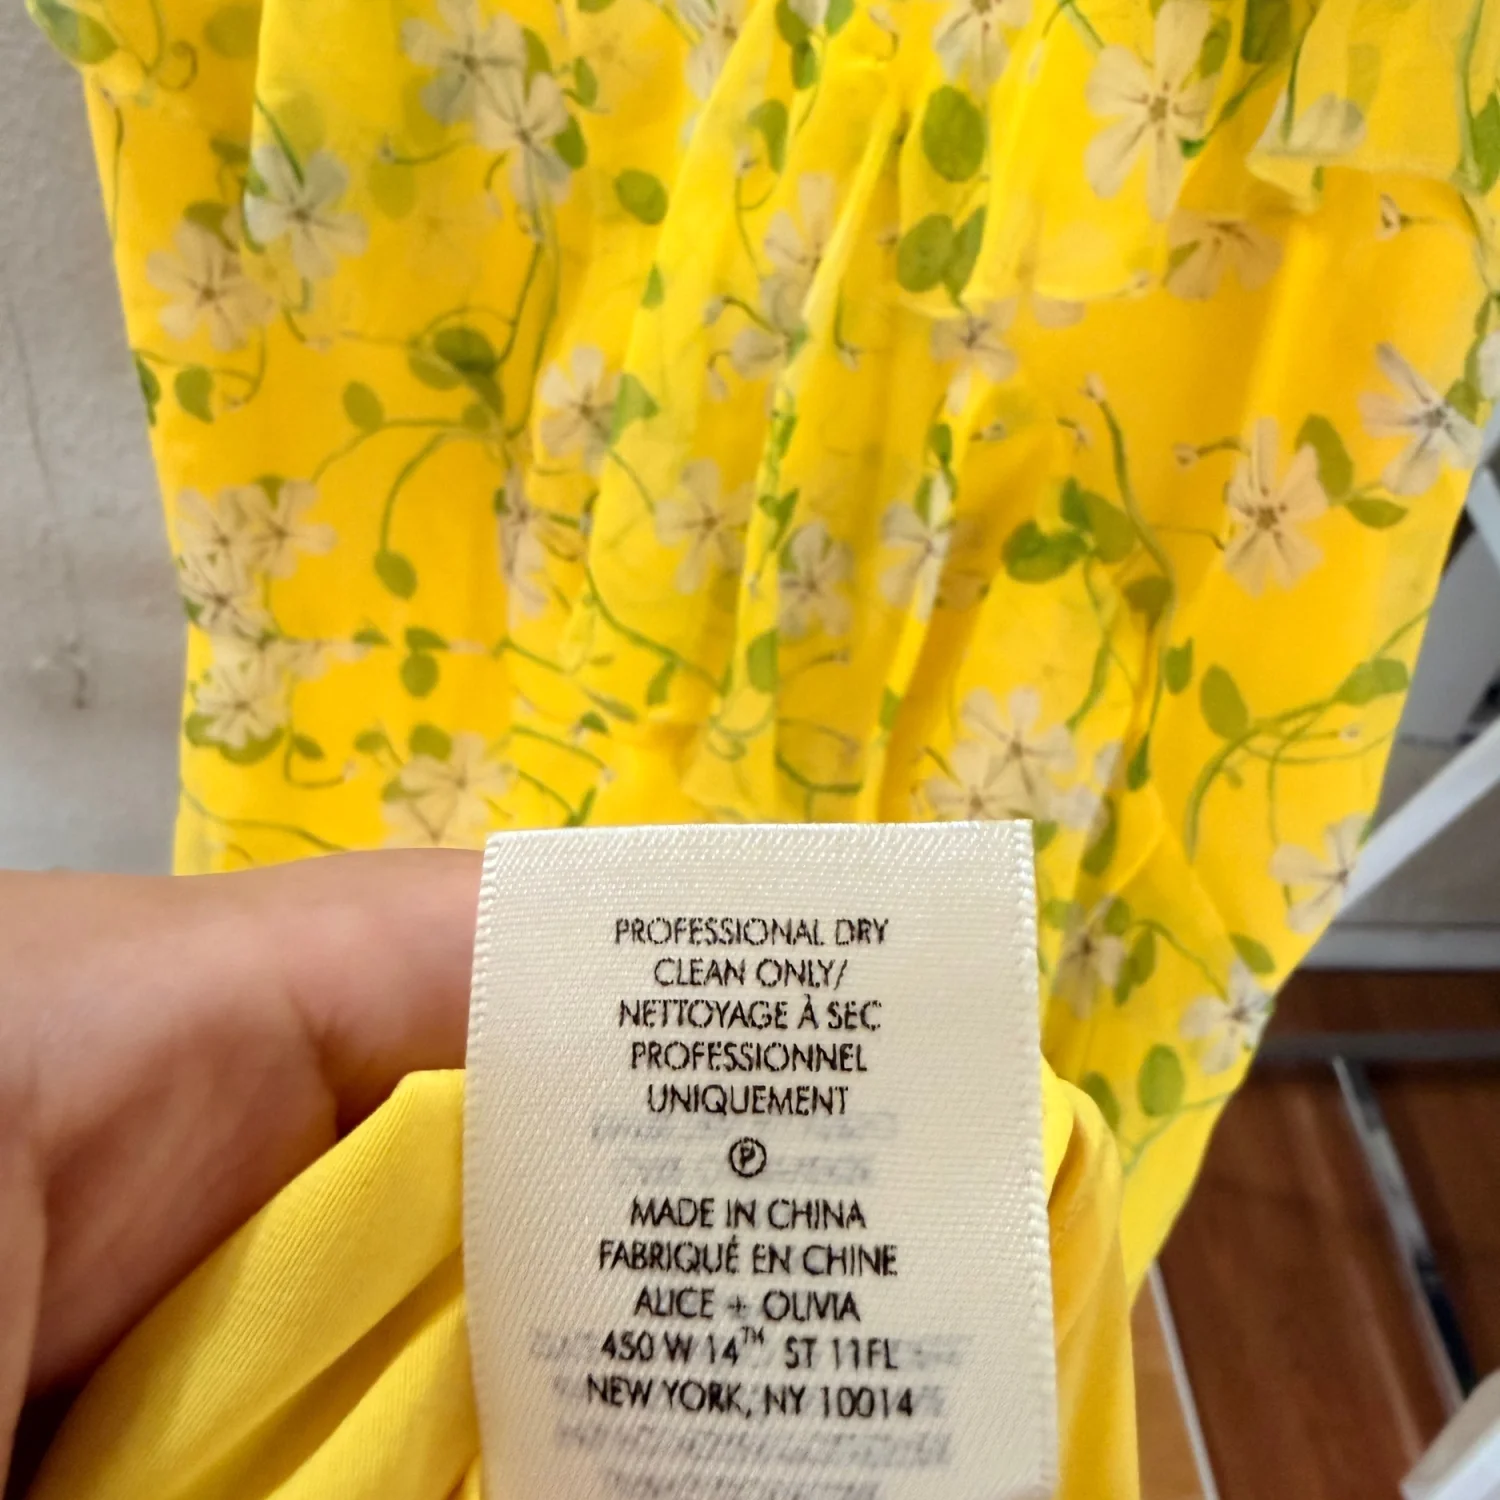 PROFESSIONAL DRY
CLEAN ONLY/
NETTOYAGE À SEC
PROFESSIONNEL
UNIQUEMENT
Ⓟ
MADE IN CHINA
FABRIQUÉ EN CHINE
ALICE + OLIVIA
450 W 14™ ST 11FL
NEW YORK, NY 10014